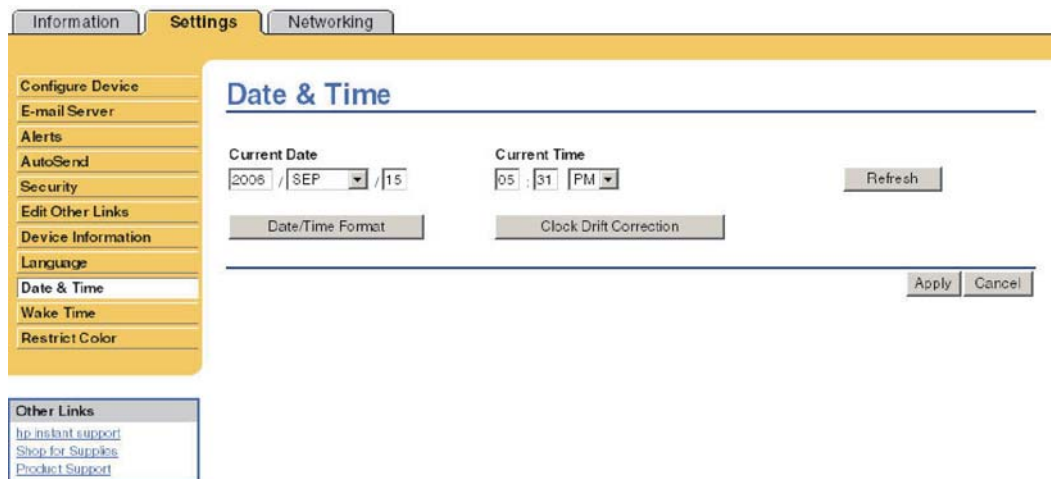 Information Settings Networking
Configure Device
E-mail Server
Alerts
AutoSend
Security
Edit Other Links
Device Information
Language
Date & Time
Wake Time
Restrict Color
Other Links
hp instant support
Shop for Supplies
Product Support
Date & Time
Current Date Current Time
2006 / SEP / 15 05 : 31 PM Refresh
Date/Time Format Clock Drift Correction
Apply Cancel